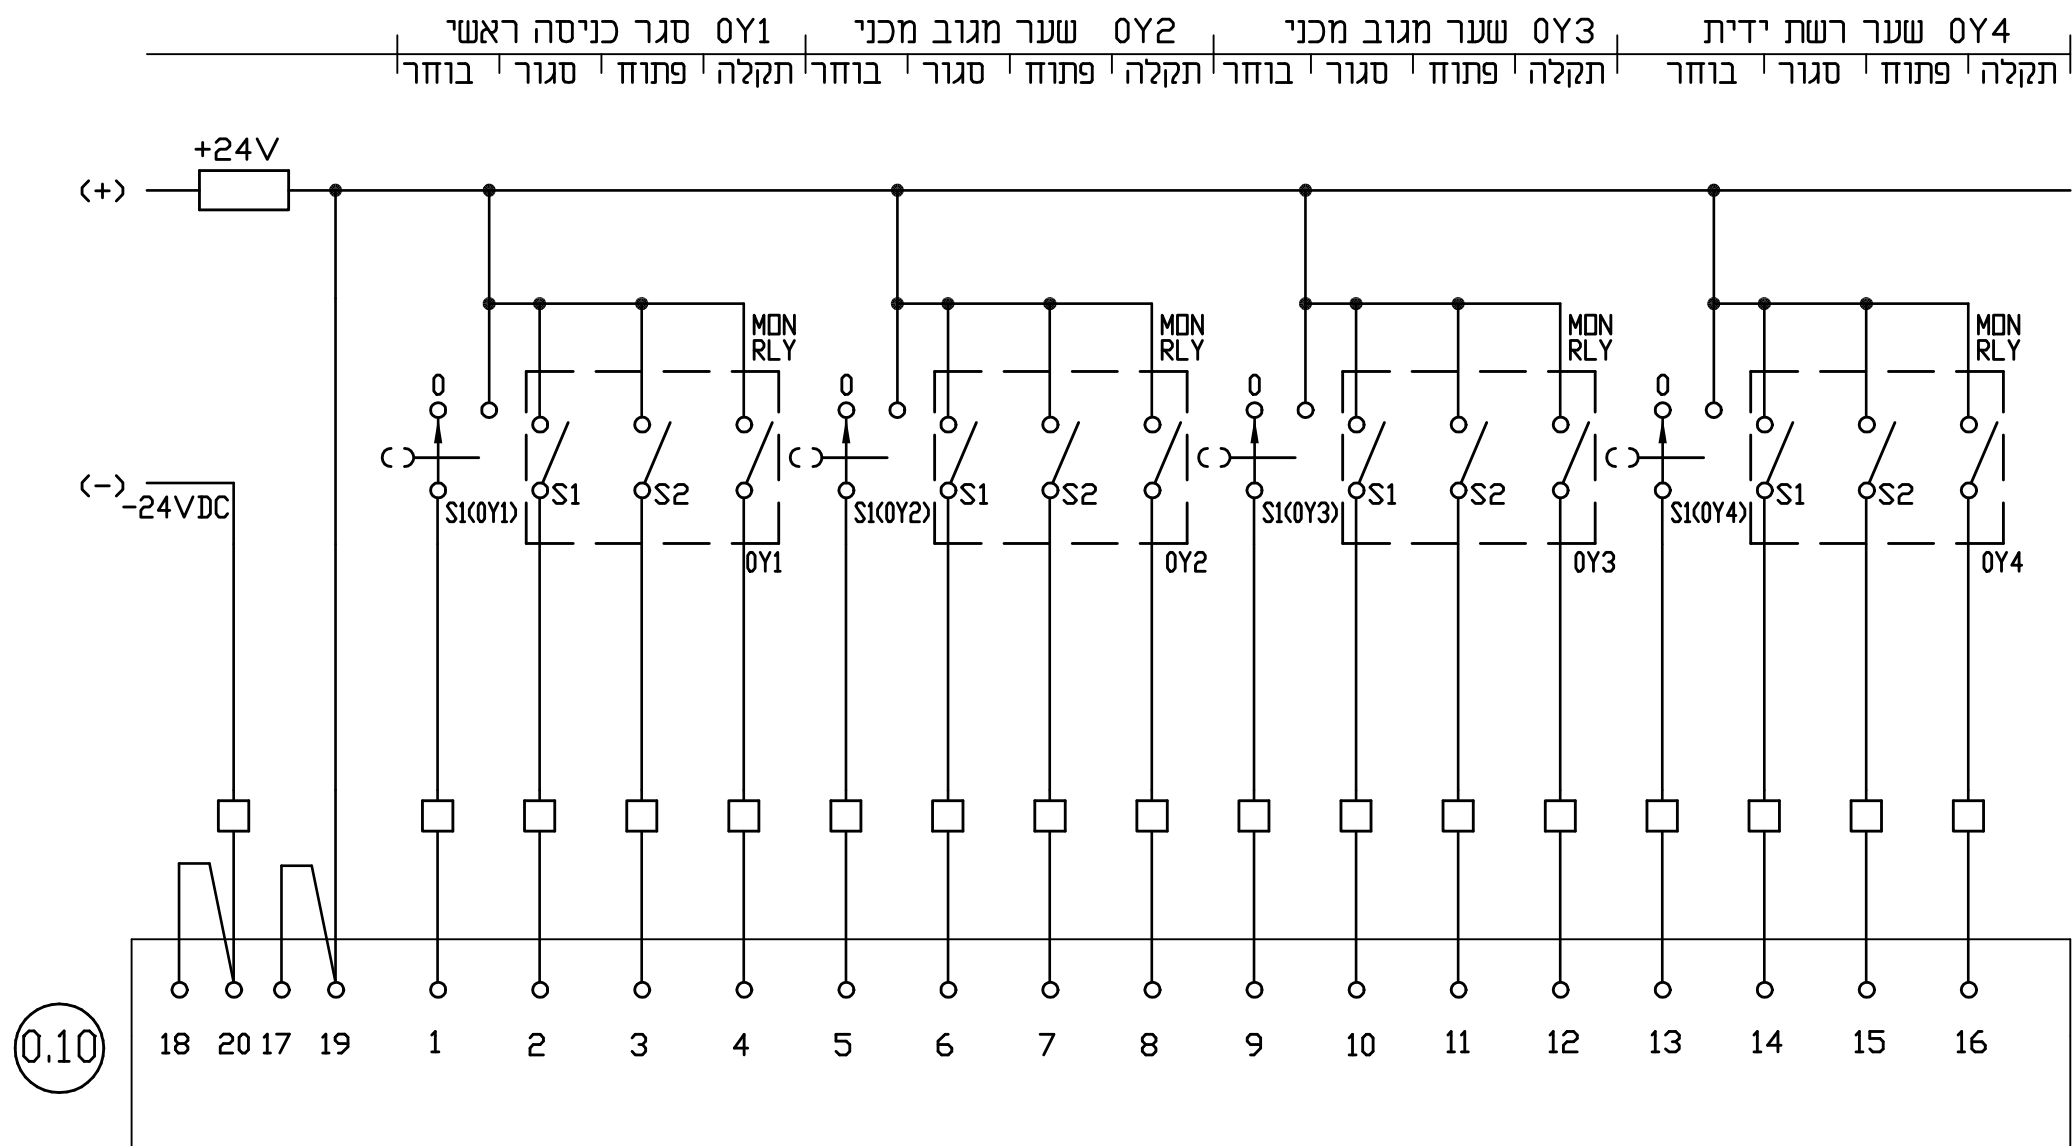 0Y1 סגר כניסה ראשי
0Y2 שער מגוב מכני
0Y3 שער מגוב מכני
0Y4 שער רשת ידית
בוחר סגור פתוח תקלה בוחר סגור פתוח תקלה בוחר סגור פתוח תקלה בוחר סגור פתוח תקלה
+24V
(+)
MON MON MON MON
RLY RLY RLY RLY
0 0 0 0
(-)
-24VDC
S1 S2 S1 S2 S1 S2 S1 S2
S1(0Y1) S1(0Y2) S1(0Y3) S1(0Y4)
0Y1 0Y2 0Y3 0Y4
0.10
18 20 17 19 1 2 3 4 5 6 7 8 9 10 11 12 13 14 15 16